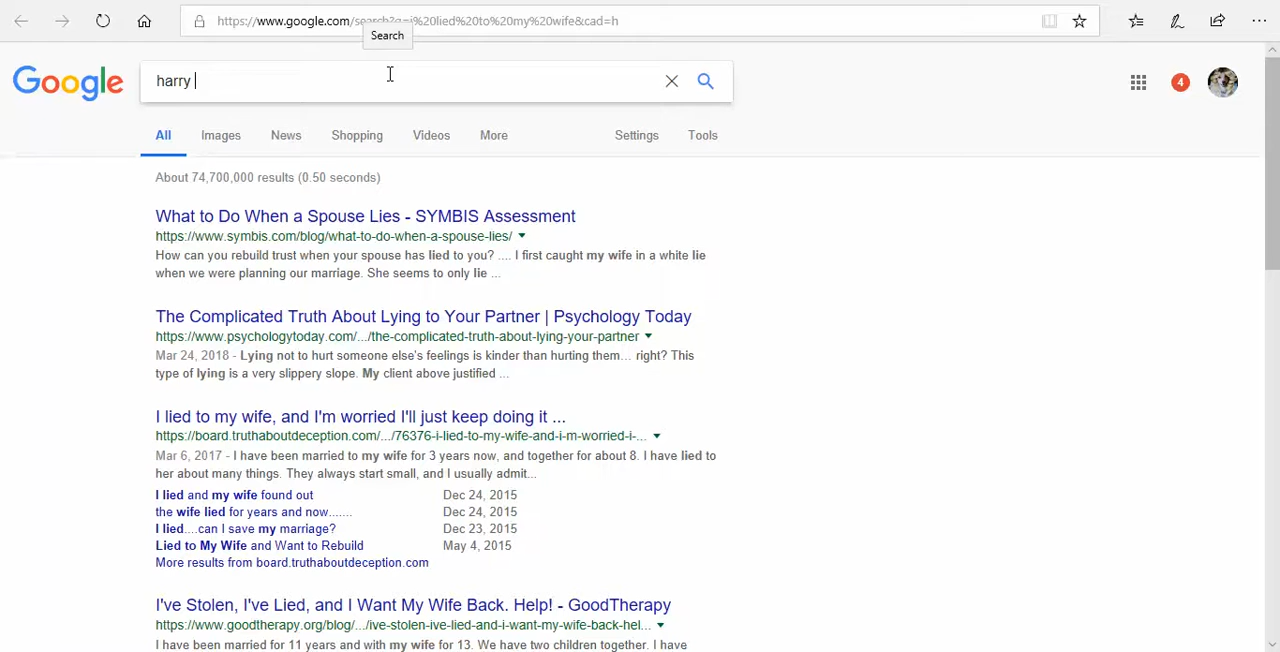 https://www.google.com/search?q=i%20lied%20to%20my%20wife&cad=h
Search
Google
harry
4
All Images News Shopping Videos More Settings Tools
About 74,700,000 results (0.50 seconds)
What to Do When a Spouse Lies - SYMBIS Assessment
https://www.symbis.com/blog/what-to-do-when-a-spouse-lies/
How can you rebuild trust when your spouse has lied to you? .... I first caught my wife in a white lie
when we were planning our marriage. She seems to only lie ...
The Complicated Truth About Lying to Your Partner | Psychology Today
https://www.psychologytoday.com/.../the-complicated-truth-about-lying-your-partner
Mar 24, 2018 - Lying not to hurt someone else's feelings is kinder than hurting them... right? This
type of lying is a very slippery slope. My client above justified ...
I lied to my wife, and I'm worried I'll just keep doing it ...
https://board.truthaboutdeception.com/.../76376-i-lied-to-my-wife-and-i-m-worried-i-...
Mar 6, 2017 - I have been married to my wife for 3 years now, and together for about 8. I have lied to
her about many things. They always start small, and I usually admit...
I lied and my wife found out Dec 24, 2015
the wife lied for years and now....... Dec 24, 2015
I lied....can I save my marriage? Dec 23, 2015
Lied to My Wife and Want to Rebuild May 4, 2015
More results from board.truthaboutdeception.com
I've Stolen, I've Lied, and I Want My Wife Back. Help! - GoodTherapy
https://www.goodtherapy.org/blog/.../ive-stolen-ive-lied-and-i-want-my-wife-back-hel...
I have been married for 11 years and with my wife for 13. We have two children together. I have